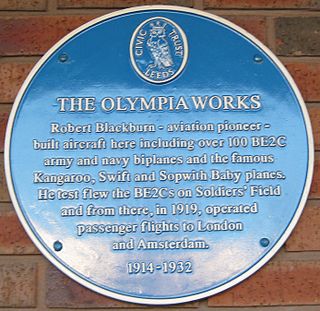 CIVIC TRUST
LEEDS
THE OLYMPIA WORKS
Robert Blackburn - aviation pioneer -
built aircraft here including over 100 BE2C
army and navy biplanes and the famous
Kangaroo, Swift and Sopwith Baby planes.
He test flew the BE2Cs on Soldiers' Field
and from there, in 1919, operated
passenger flights to London
and Amsterdam.
1914-1932